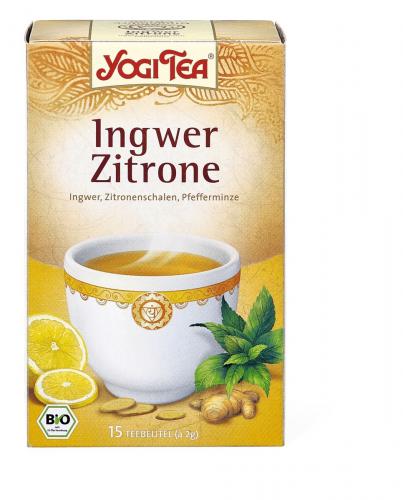 YOGI TEA
Ingwer
Zitrone
Ingwer, Zitronenschalen, Pfefferminze
BIO
15 TEEBEUTEL (à 2g)